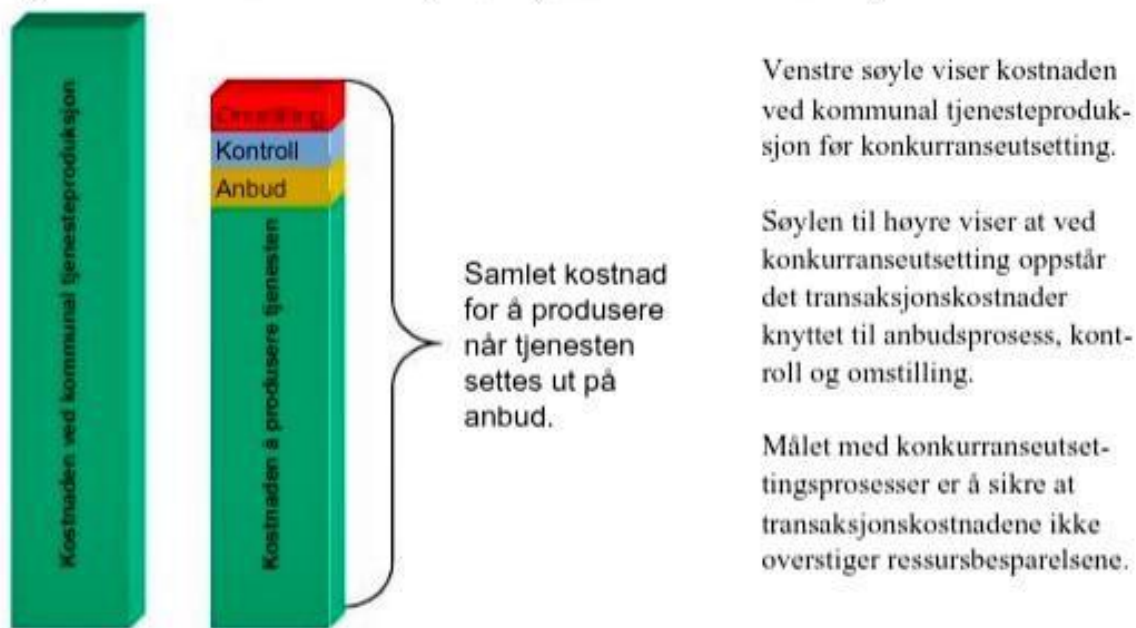 Kostnaden ved kommunal tjenesteproduksjon
Kontroll
Anbud
Kostnaden å produsere tjenesten
Samlet kostnad
for å produsere
når tjenesten
settes ut på
anbud.
Venstre søyle viser kostnaden
ved kommunal tjenesteproduk-
sjon før konkurranseutsetting.
Søylen til høyre viser at ved
konkurranseutsetting oppstår
det transaksjonskostnader
knyttet til anbudsprosess, kont-
roll og omstilling.
Målet med konkurranseutset-
tingsprosesser er å sikre at
transaksjonskostnadene ikke
overstiger ressursbesparelsene.